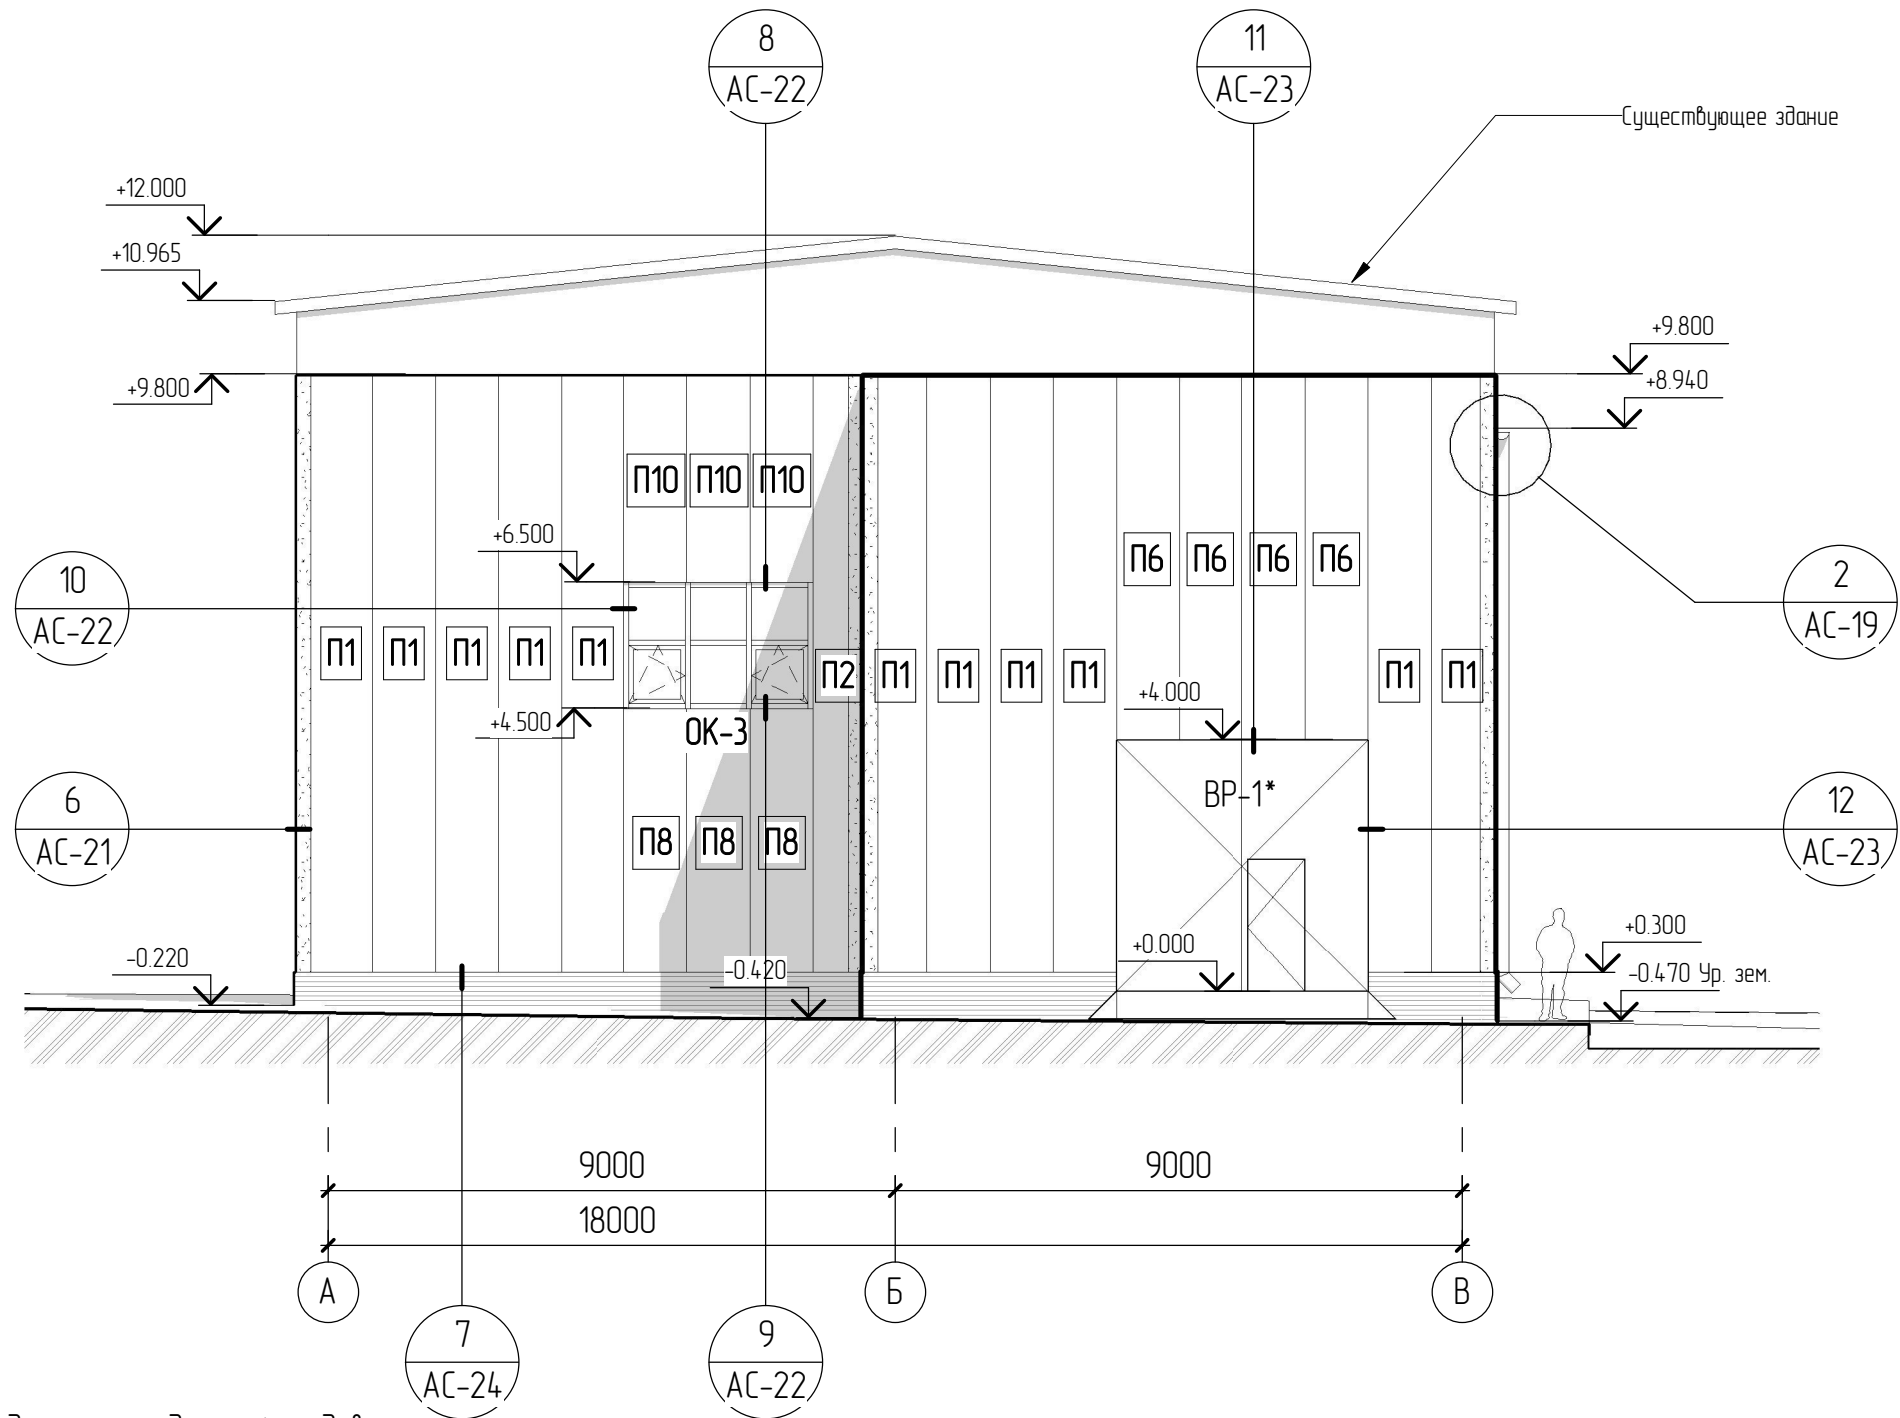 8
АС-22
11
АС-23
Существующее здание
+12.000
+10.965
+9.800
+9.800
+8.940
П10 П10 П10
+6.500
П6 П6 П6 П6
10
АС-22
2
АС-19
П1 П1 П1 П1 П1
П2 П1 П1 П1 П1 П1 П1
+4.500
ОК-3
+4.000
ВР-1*
6
АС-21
П8 П8 П8
12
АС-23
-0.220
-0.420
+0.000
+0.300
-0.470 Ур. зем.
9000
9000
18000
А
Б
В
7
АС-24
9
АС-22